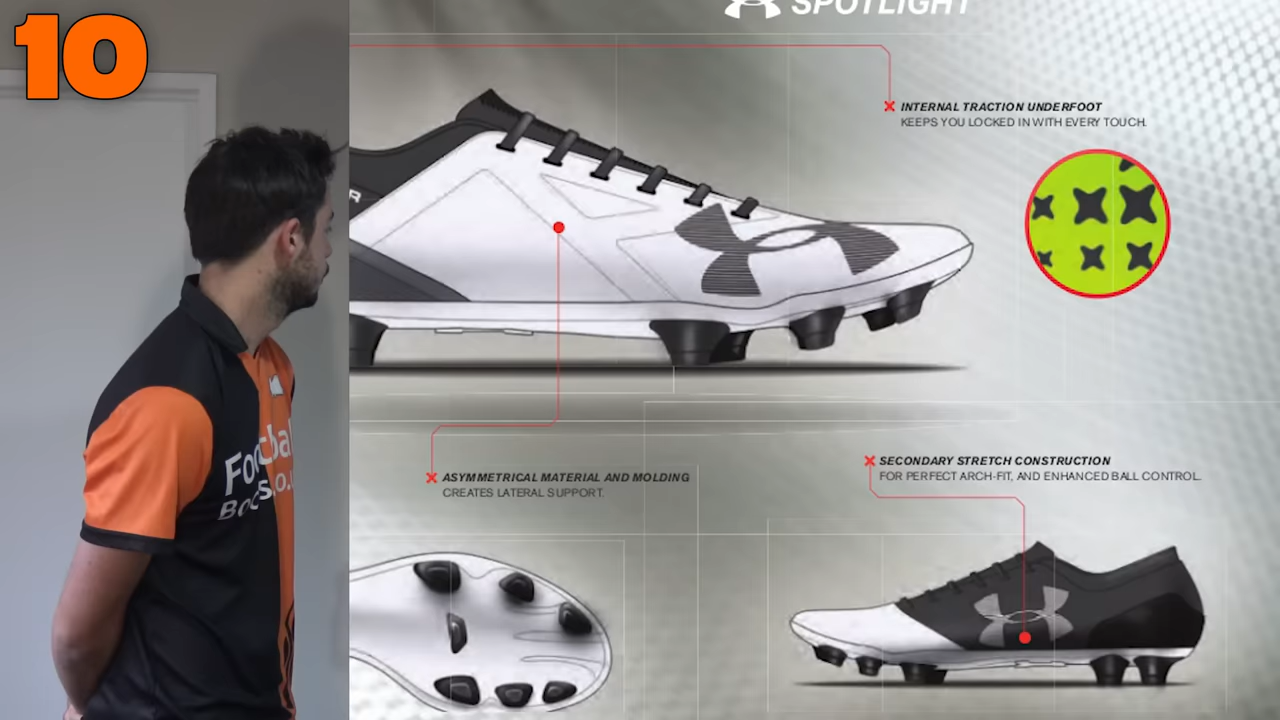 10
SPOTLIGHT
INTERNAL TRACTION UNDERFOOT
KEEPS YOU LOCKED IN WITH EVERY TOUCH.
R
ASYMMETRICAL MATERIAL AND MOLDING
CREATES LATERAL SUPPORT.
SECONDARY STRETCH CONSTRUCTION
FOR PERFECT ARCH-FIT, AND ENHANCED BALL CONTROL.